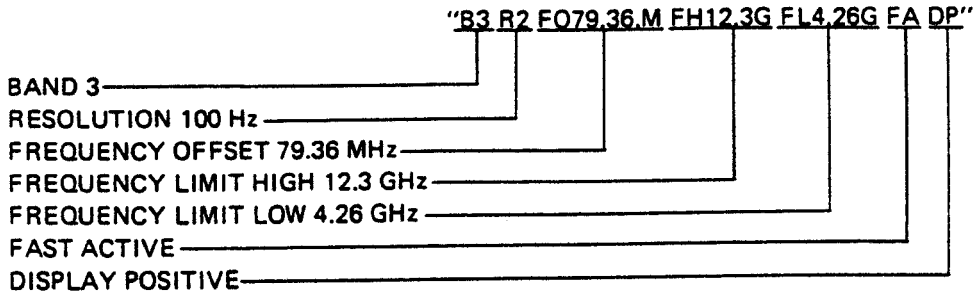 "B3 R2 FO79.36.M FH12.3G FL4.26G FA DP"
BAND 3
RESOLUTION 100 Hz
FREQUENCY OFFSET 79.36 MHz
FREQUENCY LIMIT HIGH 12.3 GHz
FREQUENCY LIMIT LOW 4.26 GHz
FAST ACTIVE
DISPLAY POSITIVE